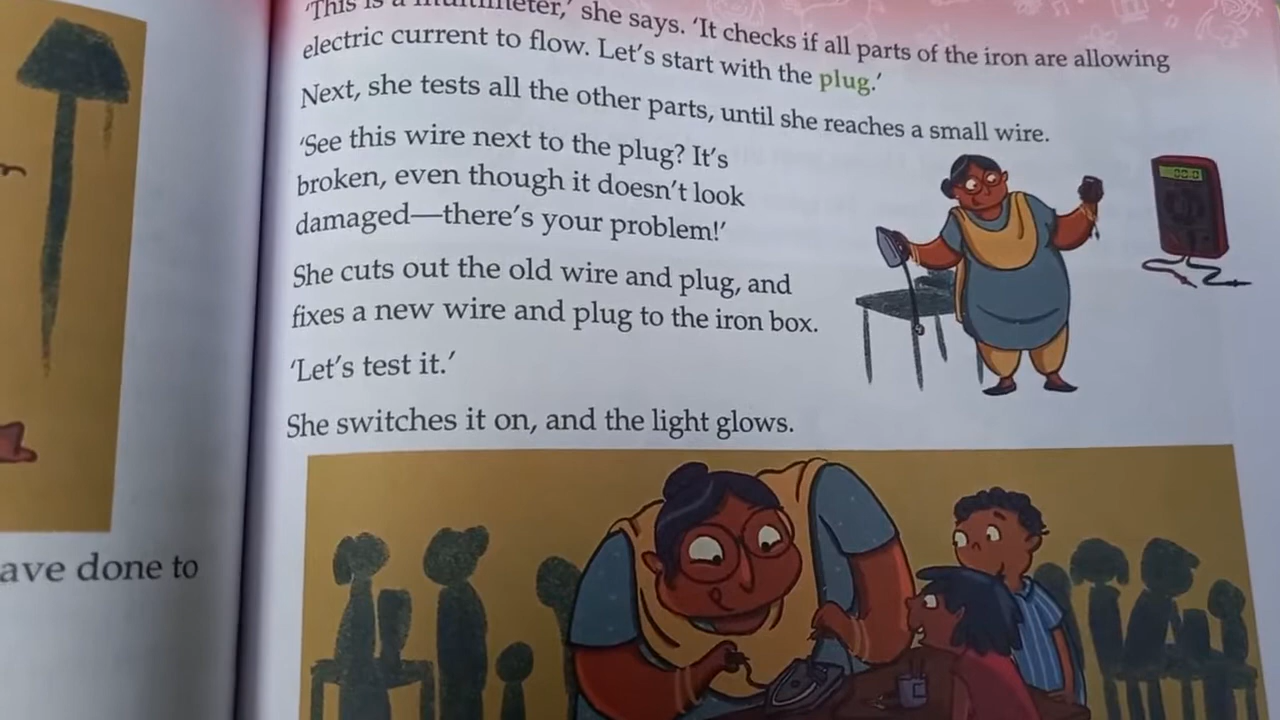 'This is a multimeter,' she says. 'It checks if all parts of the iron are allowing
electric current to flow. Let's start with the plug.'
Next, she tests all the other parts, until she reaches a small wire.
'See this wire next to the plug? It's
broken, even though it doesn't look
damaged—there's your problem!'
She cuts out the old wire and plug, and
fixes a new wire and plug to the iron box.
'Let's test it.'
She switches it on, and the light glows.
ave done to